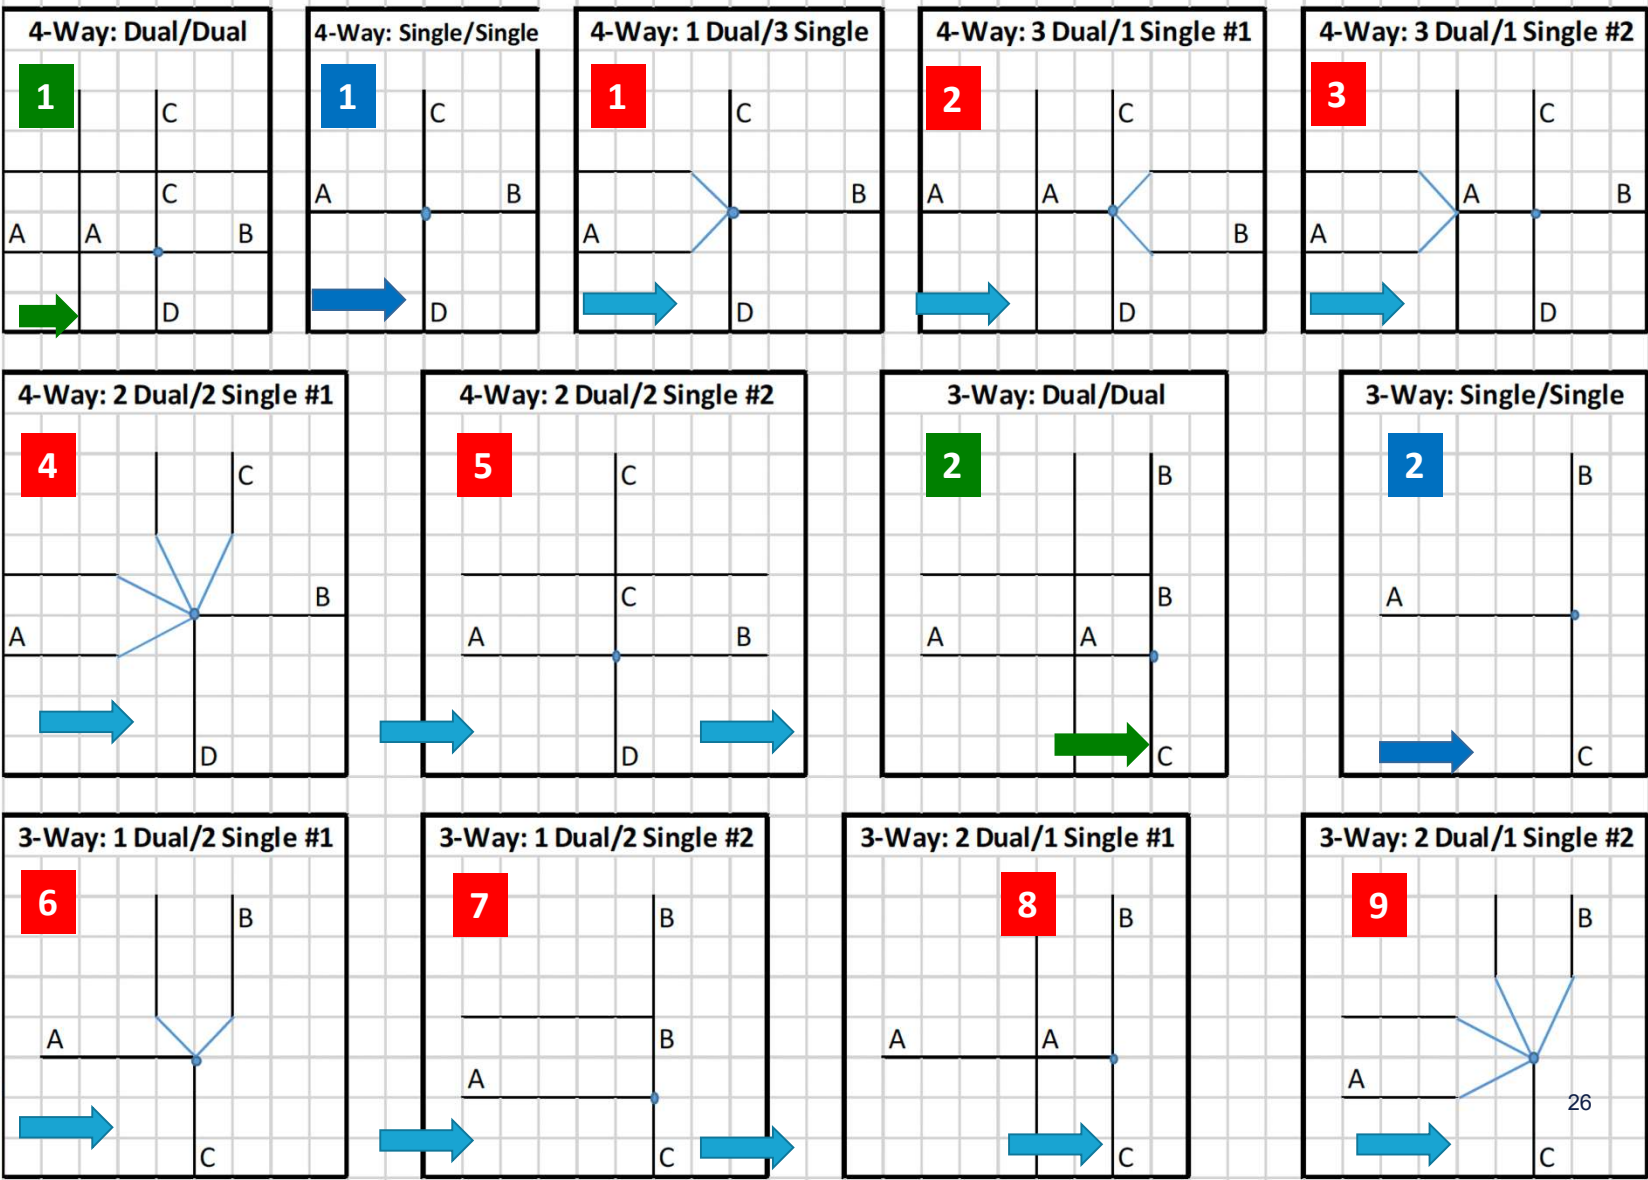 4-Way: Dual/Dual
1
C
C
A A B
D
4-Way: Single/Single
1
C
A B
D
4-Way: 1 Dual/3 Single
1
C
B
A
D
4-Way: 3 Dual/1 Single #1
2
C
A A
B
D
4-Way: 3 Dual/1 Single #2
3
C
A B
A
D
4-Way: 2 Dual/2 Single #1
4
C
B
A
D
4-Way: 2 Dual/2 Single #2
5
C
C
A B
D
3-Way: Dual/Dual
2
B
B
A A
C
3-Way: Single/Single
2
B
A
C
3-Way: 1 Dual/2 Single #1
6
B
A
C
3-Way: 1 Dual/2 Single #2
7
B
B
A
C
3-Way: 2 Dual/1 Single #1
8
B
A A
C
3-Way: 2 Dual/1 Single #2
9
B
A
26
C